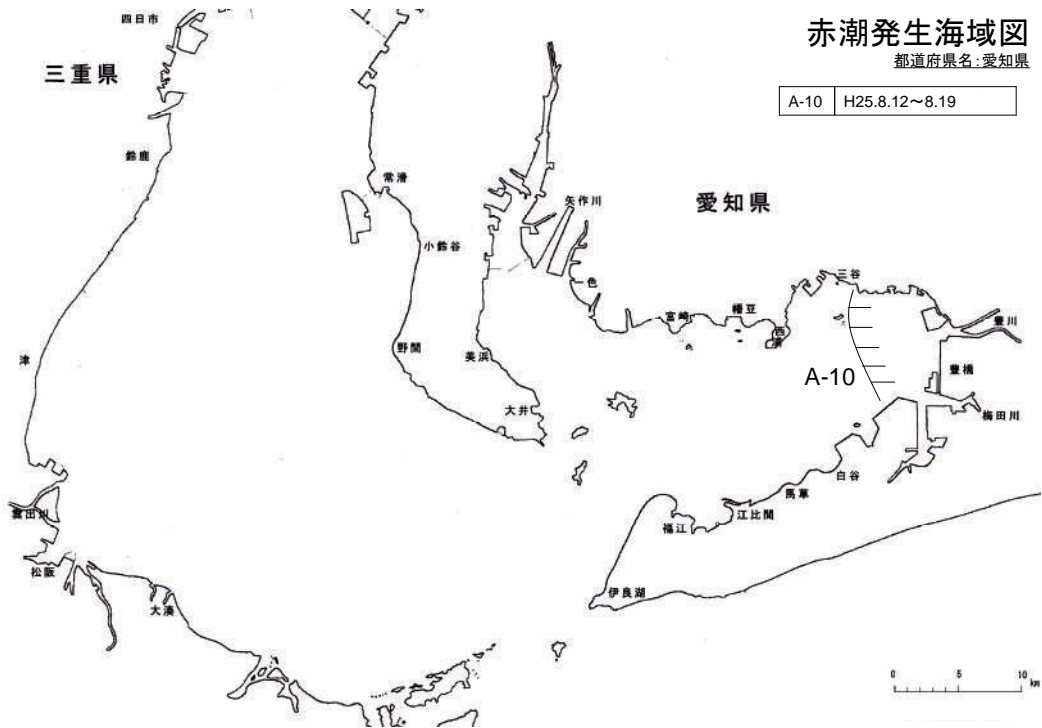 赤潮発生海域図
都道府県名:愛知県
A-10 H25.8.12~8.19
四日市
三重県
鈴鹿
常滑
矢作川
愛知県
小鈴谷
一色
三谷
宮崎
幡豆
西浦
豊川
津
野間
美浜
A-10
豊橋
大井
梅田川
白谷
馬草
雲出川
福江
江比間
松阪
伊良湖
大湊
0 5 10
km